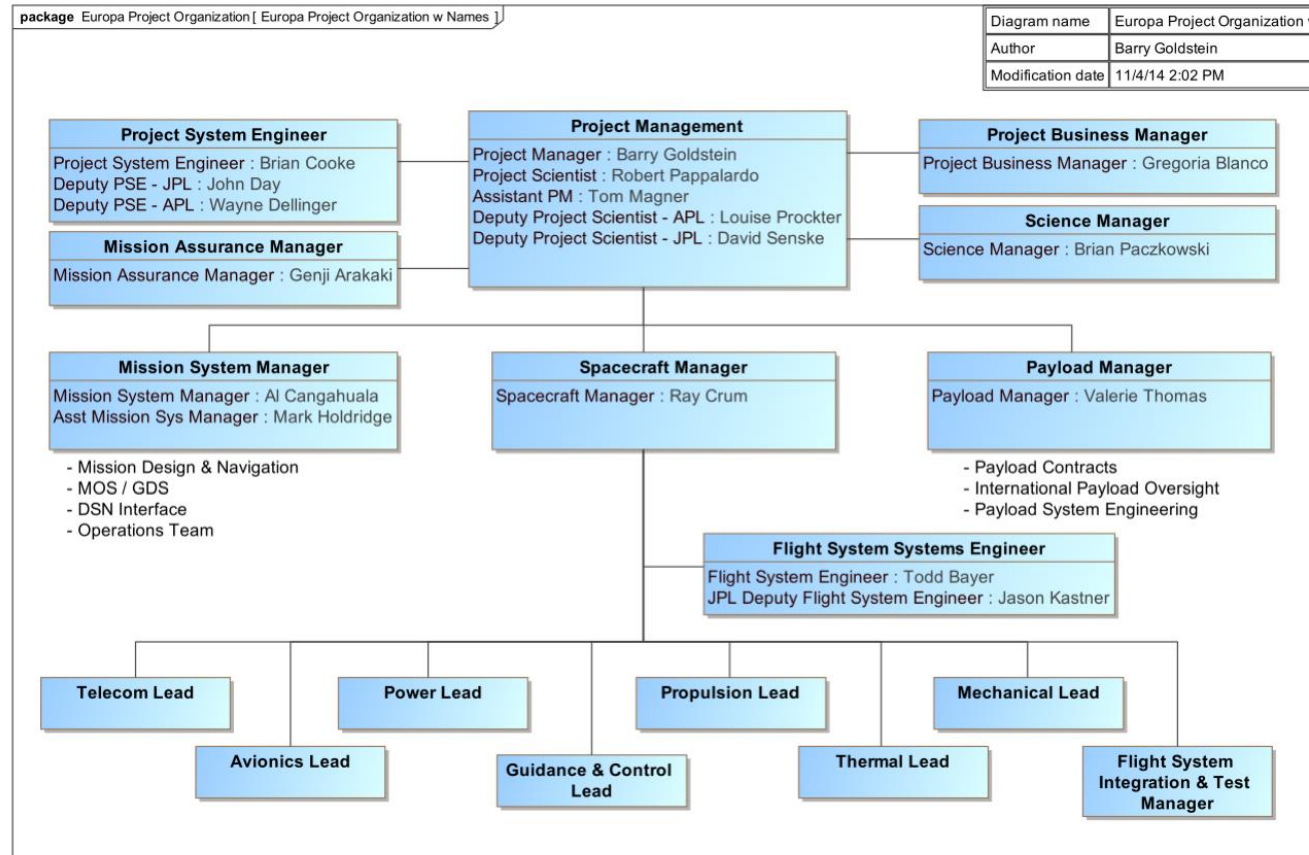 package Europa Project Organization [ Europa Project Organization w Names ]
Diagram name Europa Project Organization
Author Barry Goldstein
Modification date 11/4/14 2:02 PM
Project System Engineer
Project System Engineer : Brian Cooke
Deputy PSE - JPL : John Day
Deputy PSE - APL : Wayne Dellinger
Project Management
Project Manager : Barry Goldstein
Project Scientist : Robert Pappalardo
Assistant PM : Tom Magner
Deputy Project Scientist - APL : Louise Prockter
Deputy Project Scientist - JPL : David Senske
Project Business Manager
Project Business Manager : Gregoria Blanco
Mission Assurance Manager
Mission Assurance Manager : Genji Arakaki
Science Manager
Science Manager : Brian Paczkowski
Mission System Manager
Mission System Manager : Al Cangahuala
Asst Mission Sys Manager : Mark Holdridge
- Mission Design & Navigation
- MOS / GDS
- DSN Interface
- Operations Team
Spacecraft Manager
Spacecraft Manager : Ray Crum
Payload Manager
Payload Manager : Valerie Thomas
- Payload Contracts
- International Payload Oversight
- Payload System Engineering
Flight System Systems Engineer
Flight System Engineer : Todd Bayer
JPL Deputy Flight System Engineer : Jason Kastner
Telecom Lead
Power Lead
Propulsion Lead
Mechanical Lead
Avionics Lead
Guidance & Control
Lead
Thermal Lead
Flight System
Integration & Test
Manager